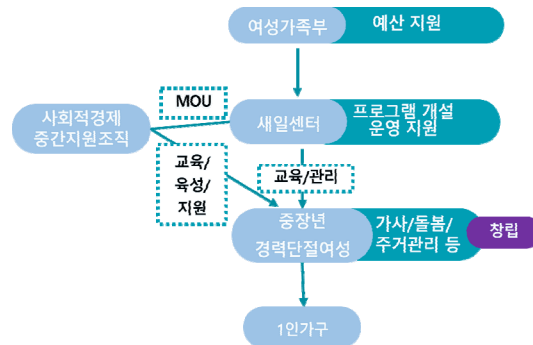 여성가족부
예산 지원
MOU
사회적경제
중간지원조직
새일센터
프로그램 개설
운영 지원
교육/
육성/
지원
교육/관리
중장년
경력단절여성
가사/돌봄/
주거관리 등
창립
1인가구